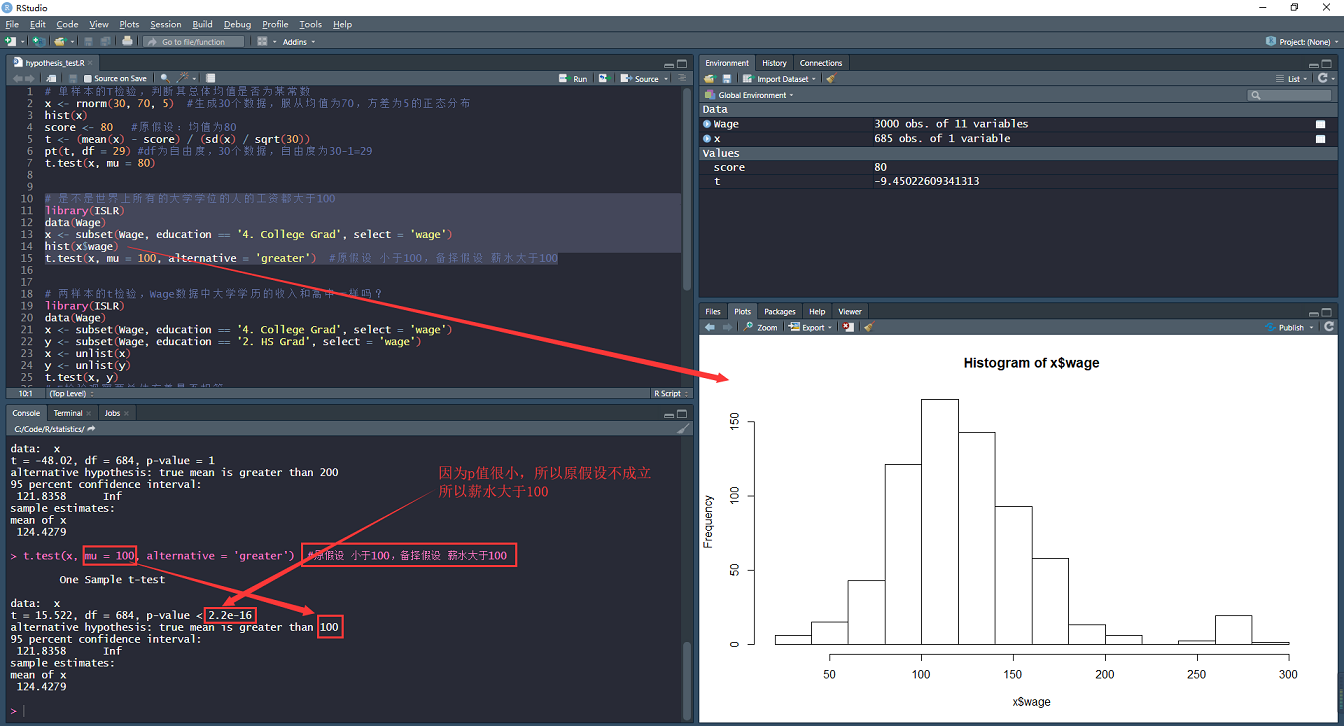 RStudio
File Edit Code View Plots Session Build Debug Profile Tools Help
Go to file/function Addins Project: (None)
hypothesis_test.R
Source on Save Run Source
1 # 单样本的T检验，判断其总体均值是否为某常数
2 x <- rnorm(30, 70, 5) #生成30个数据，服从均值为70，方差为5的正态分布
3 hist(x)
4 score <- 80 #原假设：均值为80
5 t <- (mean(x) - score) / (sd(x) / sqrt(30))
6 pt(t, df = 29) #df为自由度，30个数据，自由度为30-1=29
7 t.test(x, mu = 80)
8
9
10 # 是不是世界上所有的大学学位的人的工资都大于100
11 library(ISLR)
12 data(Wage)
13 x <- subset(Wage, education == '4. College Grad', select = 'wage')
14 hist(x$wage)
15 t.test(x, mu = 100, alternative = 'greater') #原假设 小于100，备择假设 薪水大于100
16
17
18 # 两样本的t检验，Wage数据中大学学历的收入和高中一样吗？
19 library(ISLR)
20 data(Wage)
21 x <- subset(Wage, education == '4. College Grad', select = 'wage')
22 y <- subset(Wage, education == '2. HS Grad', select = 'wage')
23 x <- unlist(x)
24 y <- unlist(y)
25 t.test(x, y)
10:1 (Top Level) R Script
Console Terminal Jobs
C:/Code/R/statistics/
data: x
t = -48.02, df = 684, p-value = 1
alternative hypothesis: true mean is greater than 200
95 percent confidence interval:
121.8358 Inf
sample estimates:
mean of x
124.4279
因为p值很小，所以原假设不成立
所以薪水大于100
> t.test(x, mu = 100, alternative = 'greater') #原假设 小于100，备择假设 薪水大于100
One Sample t-test
data: x
t = 15.522, df = 684, p-value < 2.2e-16
alternative hypothesis: true mean is greater than 100
95 percent confidence interval:
121.8358 Inf
sample estimates:
mean of x
124.4279
>
Environment History Connections
Import Dataset List
Global Environment
Data
Wage 3000 obs. of 11 variables
x 685 obs. of 1 variable
Values
score 80
t -9.45022609341313
Files Plots Packages Help Viewer
Zoom Export Publish
Histogram of x$wage
Frequency
150
100
50
0
50 100 150 200 250 300
x$wage